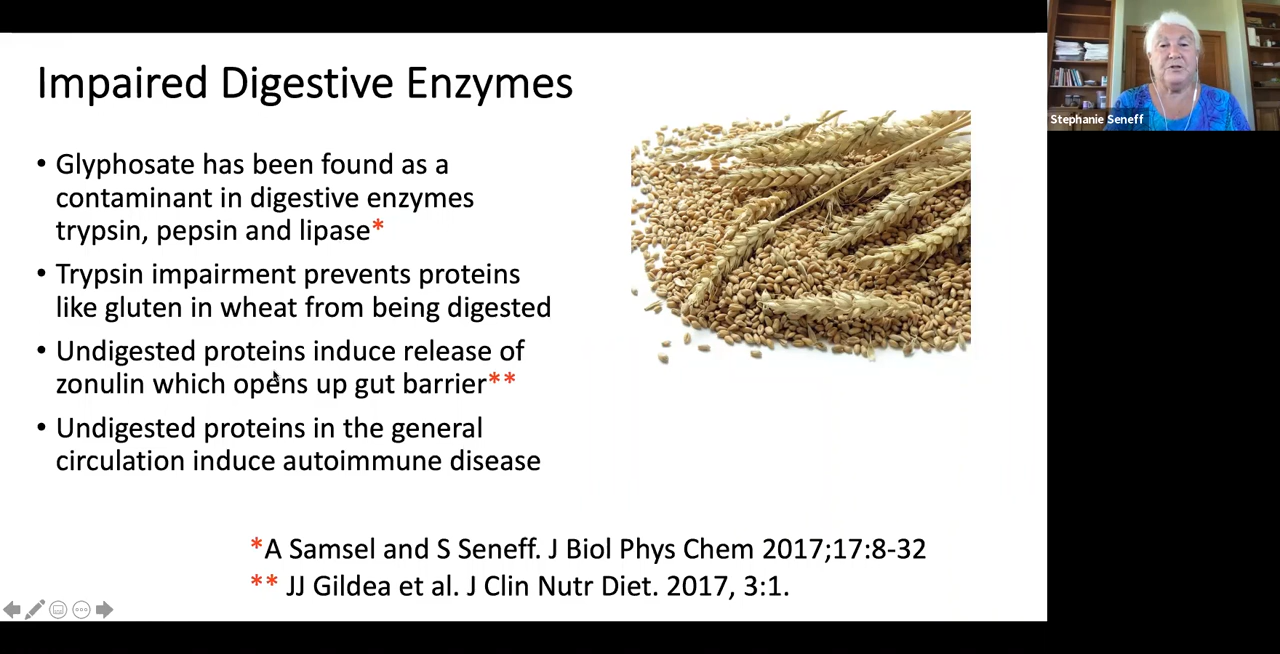 Impaired Digestive Enzymes
• Glyphosate has been found as a
contaminant in digestive enzymes
trypsin, pepsin and lipase*
• Trypsin impairment prevents proteins
like gluten in wheat from being digested
• Undigested proteins induce release of
zonulin which opens up gut barrier**
• Undigested proteins in the general
circulation induce autoimmune disease
*A Samsel and S Seneff. J Biol Phys Chem 2017;17:8-32
** JJ Gildea et al. J Clin Nutr Diet. 2017, 3:1.
Stephanie Seneff